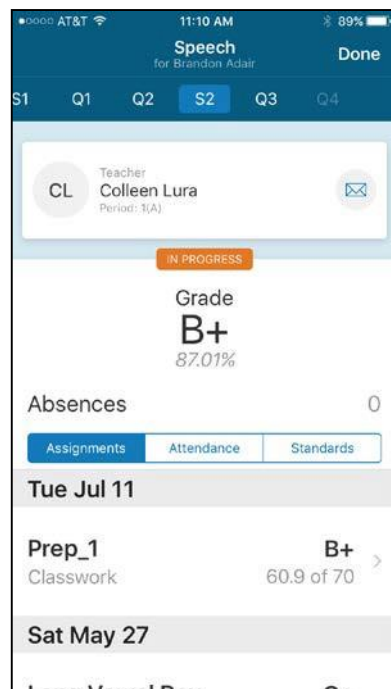 AT&T 11:10 AM 89%
Speech
for Brandon Adair
Done
S1 Q1 Q2 S2 Q3 Q4
CL
Teacher
Colleen Lura
Period: 1(A)
IN PROGRESS
Grade
B+
87.01%
Absences 0
Assignments Attendance Standards
Tue Jul 11
Prep_1 B+
Classwork 60.9 of 70
Sat May 27